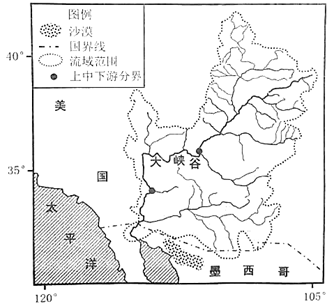 图例
沙漠
国界线
流域范围
上中下游分界
40°
美
国
大峡谷
35°
太
平
洋
墨西哥
120°
105°